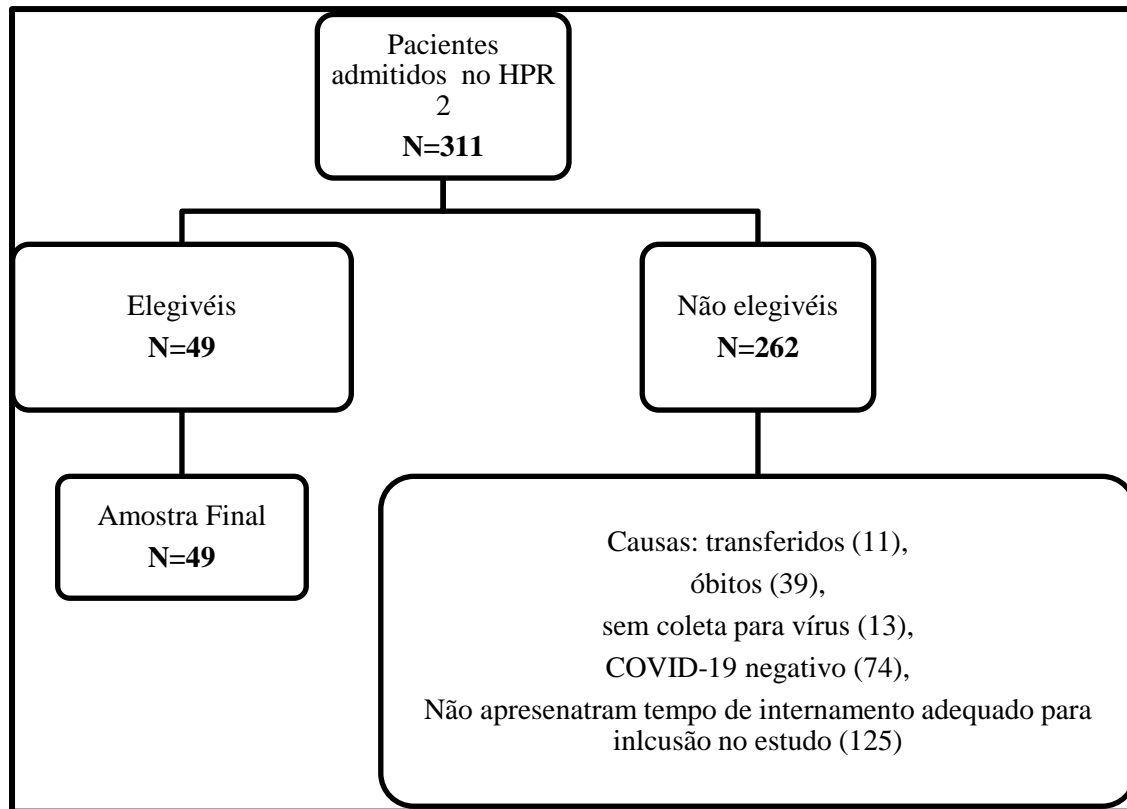 Pacientes
admitidos no HPR
2
N=311
Elegivéis
N=49
Não elegivéis
N=262
Amostra Final
N=49
Causas: transferidos (11),
óbitos (39),
sem coleta para vírus (13),
COVID-19 negativo (74),
Não apresenatram tempo de internamento adequado para
inlcusão no estudo (125)